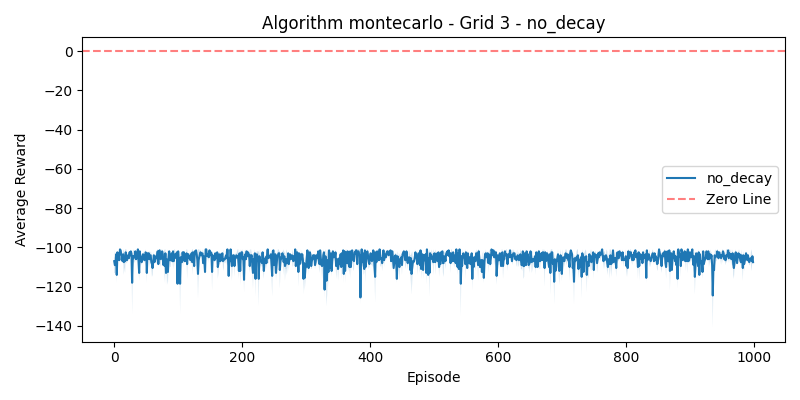 Algorithm montecarlo - Grid 3 - no_decay
0
−20
−40
−60
−80
−100
−120
−140
Average Reward
no_decay
Zero Line
0
200
400
600
800
1000
Episode